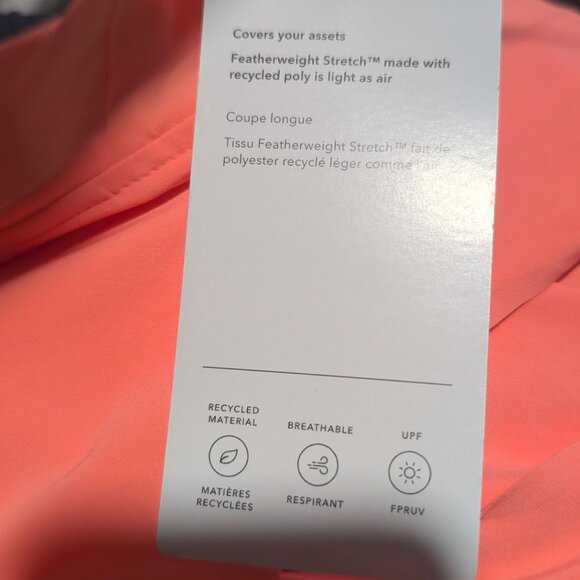 Covers your assets
Featherweight Stretch™ made with
recycled poly is light as air
Coupe longue
Tissu Featherweight Stretch™ fait de
polyester recyclé léger comme l'air
RECYCLED
MATERIAL
BREATHABLE
UPF
MATIÈRES
RECYCLÉES
RESPIRANT
FPRUV